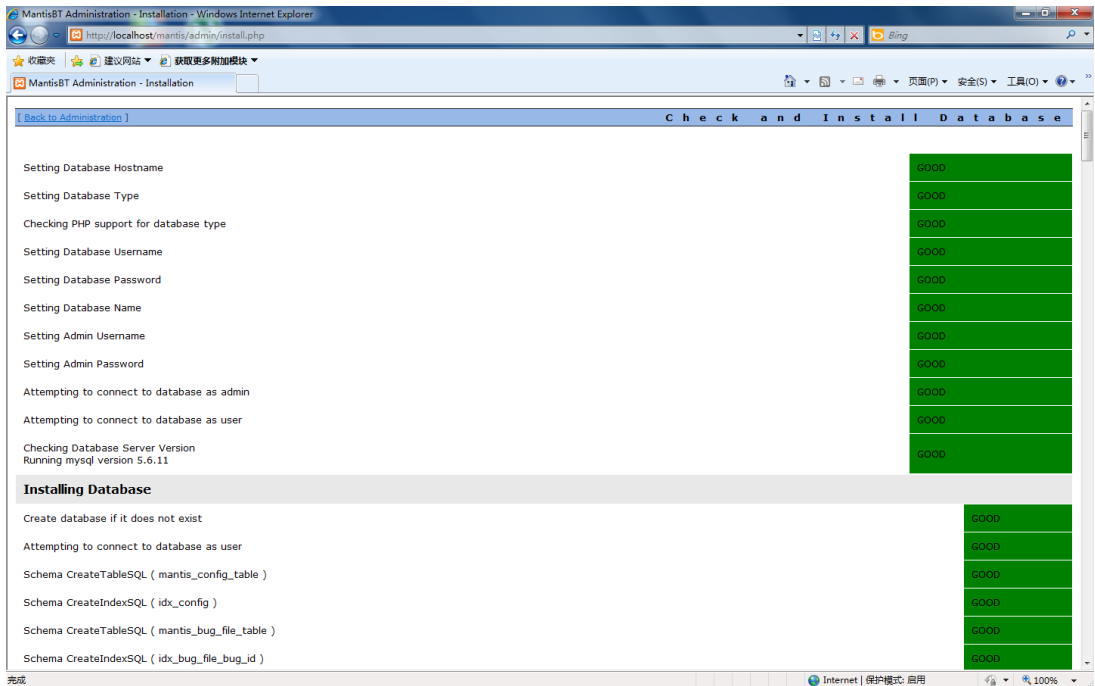 MantisBT Administration - Installation - Windows Internet Explorer
http://localhost/mantis/admin/install.php
Bing
收藏夹 建议网站 获取更多附加模块
MantisBT Administration - Installation
页面(P) 安全(S) 工具(O)
[ Back to Administration ] Check and Install Database
Setting Database Hostname GOOD
Setting Database Type GOOD
Checking PHP support for database type GOOD
Setting Database Username GOOD
Setting Database Password GOOD
Setting Database Name GOOD
Setting Admin Username GOOD
Setting Admin Password GOOD
Attempting to connect to database as admin GOOD
Attempting to connect to database as user GOOD
Checking Database Server Version
Running mysql version 5.6.11 GOOD
Installing Database
Create database if it does not exist GOOD
Attempting to connect to database as user GOOD
Schema CreateTableSQL ( mantis_config_table ) GOOD
Schema CreateIndexSQL ( idx_config ) GOOD
Schema CreateTableSQL ( mantis_bug_file_table ) GOOD
Schema CreateIndexSQL ( idx_bug_file_bug_id ) GOOD
完成 Internet | 保护模式: 启用 100%